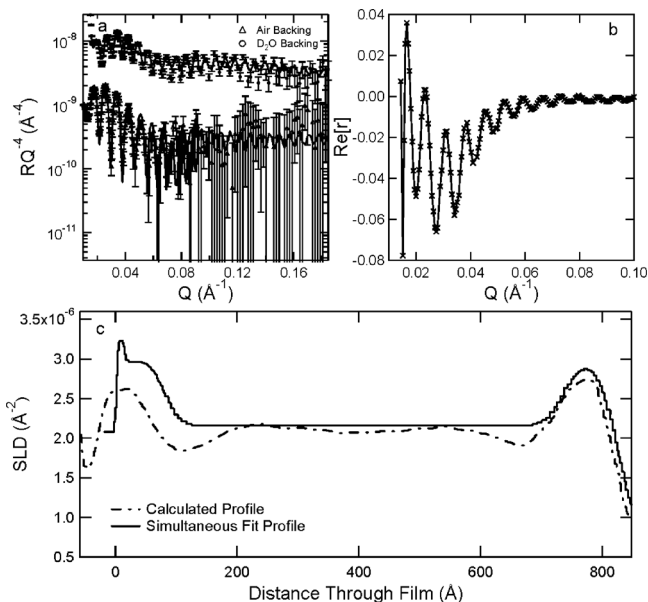 a
△ Air Backing
○ D₂O Backing
10⁻⁸
10⁻⁹
10⁻¹⁰
10⁻¹¹
RQ⁻⁴ (Å⁻⁴)
0.04 0.08 0.12 0.16
Q (Å⁻¹)
b
0.04
0.02
0.00
-0.02
-0.04
-0.06
-0.08
Re[r]
0.02 0.04 0.06 0.08 0.10
Q (Å⁻¹)
c
3.5x10⁻⁶
3.0
2.5
2.0
1.5
1.0
0.5
SLD (Å⁻²)
Calculated Profile
Simultaneous Fit Profile
0 200 400 600 800
Distance Through Film (Å)